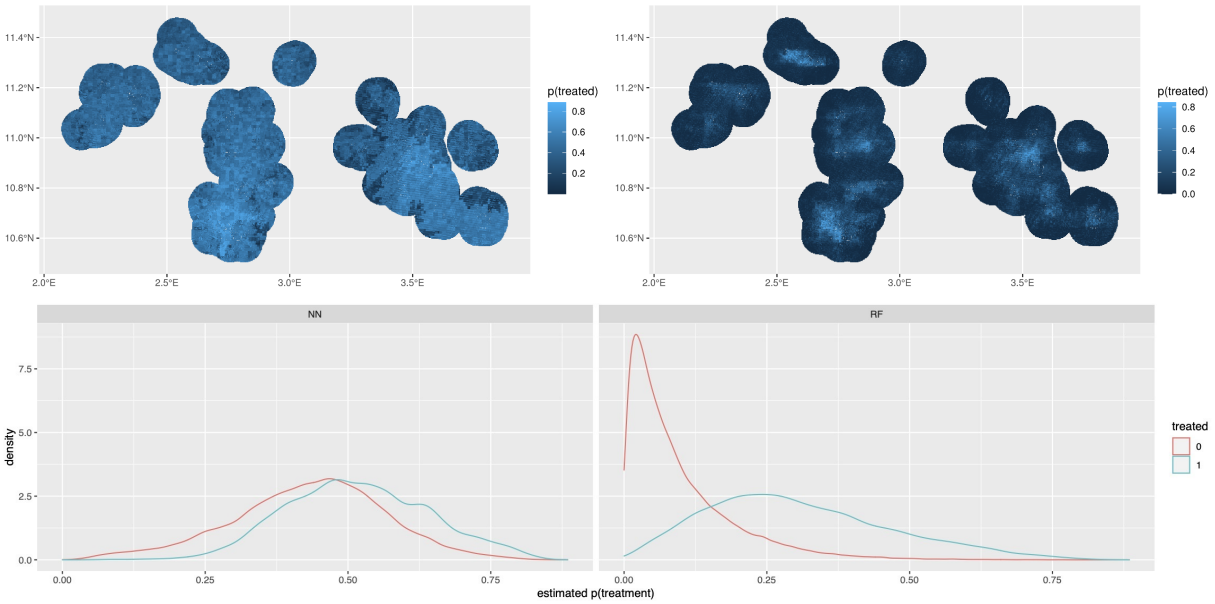 11.4°N
11.2°N
11.0°N
10.8°N
10.6°N
2.0°E
2.5°E
3.0°E
3.5°E
p(treated)
0.8
0.6
0.4
0.2
11.4°N
11.2°N
11.0°N
10.8°N
10.6°N
2.0°E
2.5°E
3.0°E
3.5°E
p(treated)
0.8
0.6
0.4
0.2
0.0
NN
RF
density
7.5
5.0
2.5
0.0
0.00
0.25
0.50
0.75
0.00
0.25
0.50
0.75
estimated p(treatment)
treated
0
1